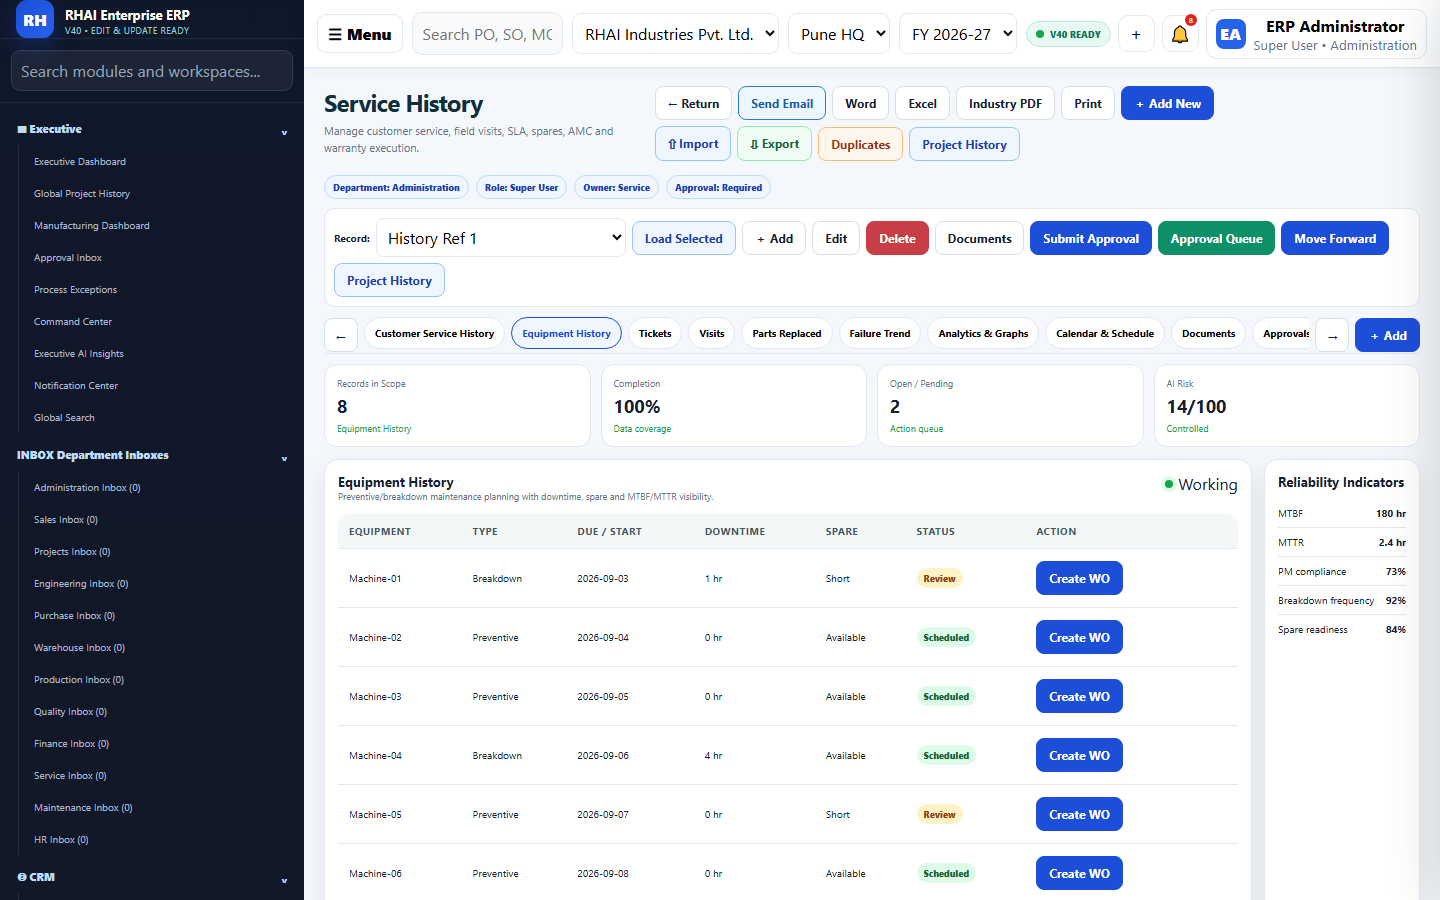 RH
RHAI Enterprise ERP
V40 • EDIT & UPDATE READY
Search modules and workspaces...
Executive
Executive Dashboard
Global Project History
Manufacturing Dashboard
Approval Inbox
Process Exceptions
Command Center
Executive AI Insights
Notification Center
Global Search
INBOX Department Inboxes
Administration Inbox (0)
Sales Inbox (0)
Projects Inbox (0)
Engineering Inbox (0)
Purchase Inbox (0)
Warehouse Inbox (0)
Production Inbox (0)
Quality Inbox (0)
Finance Inbox (0)
Service Inbox (0)
Maintenance Inbox (0)
HR Inbox (0)
CRM
☰ Menu
Search PO, SO, MO
RHAI Industries Pvt. Ltd.
Pune HQ
FY 2026-27
V40 READY
+
8
EA
ERP Administrator
Super User • Administration
Service History
Manage customer service, field visits, SLA, spares, AMC and
warranty execution.
← Return
Send Email
Word
Excel
Industry PDF
Print
+ Add New
⇧ Import
⇩ Export
Duplicates
Project History
Department: Administration
Role: Super User
Owner: Service
Approval: Required
Record:
History Ref 1
Load Selected
+ Add
Edit
Delete
Documents
Submit Approval
Approval Queue
Move Forward
Project History
←
Customer Service History
Equipment History
Tickets
Visits
Parts Replaced
Failure Trend
Analytics & Graphs
Calendar & Schedule
Documents
Approvals
→
+ Add
Records in Scope
8
Equipment History
Completion
100%
Data coverage
Open / Pending
2
Action queue
AI Risk
14/100
Controlled
Equipment History
Preventive/breakdown maintenance planning with downtime, spare and MTBF/MTTR visibility.
Working
EQUIPMENT TYPE DUE / START DOWNTIME SPARE STATUS ACTION
Machine-01 Breakdown 2026-09-03 1 hr Short Review Create WO
Machine-02 Preventive 2026-09-04 0 hr Available Scheduled Create WO
Machine-03 Preventive 2026-09-05 0 hr Available Scheduled Create WO
Machine-04 Breakdown 2026-09-06 4 hr Available Scheduled Create WO
Machine-05 Preventive 2026-09-07 0 hr Short Review Create WO
Machine-06 Preventive 2026-09-08 0 hr Available Scheduled Create WO
Reliability Indicators
MTBF 180 hr
MTTR 2.4 hr
PM compliance 73%
Breakdown frequency 92%
Spare readiness 84%